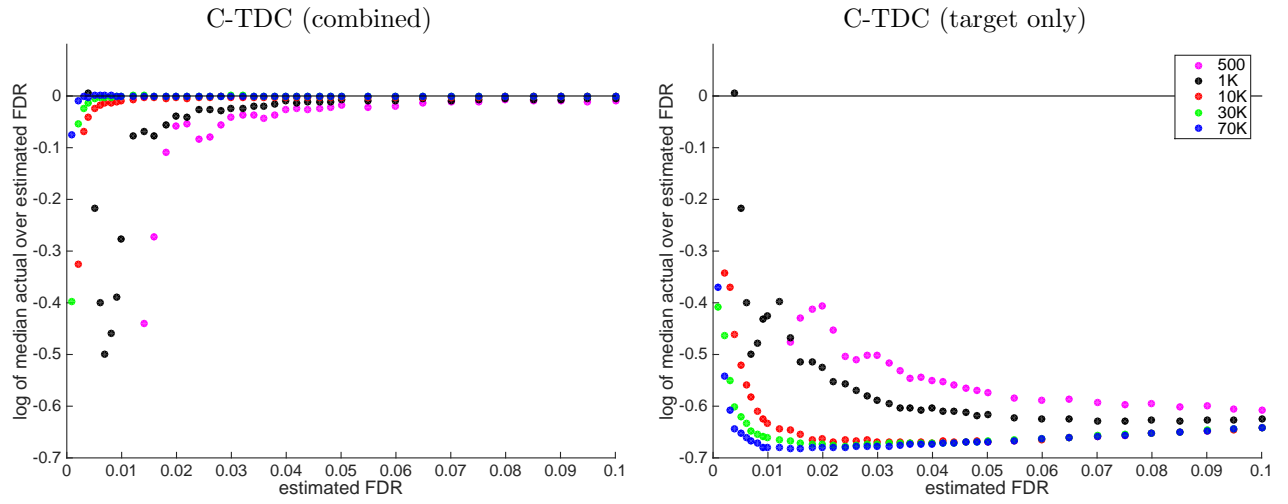 C-TDC (combined)
log of median actual over estimated FDR
0
-0.1
-0.2
-0.3
-0.4
-0.5
-0.6
-0.7
0 0.01 0.02 0.03 0.04 0.05 0.06 0.07 0.08 0.09 0.1
estimated FDR
C-TDC (target only)
log of median actual over estimated FDR
0
-0.1
-0.2
-0.3
-0.4
-0.5
-0.6
-0.7
500
1K
10K
30K
70K
0 0.01 0.02 0.03 0.04 0.05 0.06 0.07 0.08 0.09 0.1
estimated FDR